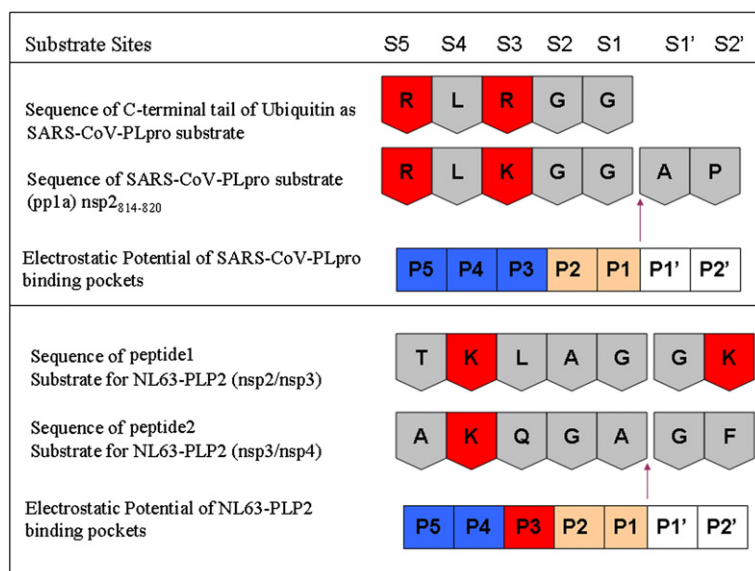 Substrate Sites S5 S4 S3 S2 S1 S1' S2'
Sequence of C-terminal tail of Ubiquitin as
SARS-CoV-PLpro substrate
R L R G G
Sequence of SARS-CoV-PLpro substrate
(pp1a) nsp2814-820
R L K G G A P
Electrostatic Potential of SARS-CoV-PLpro
binding pockets
P5 P4 P3 P2 P1 P1' P2'
Sequence of peptide1
Substrate for NL63-PLP2 (nsp2/nsp3)
T K L A G G K
Sequence of peptide2
Substrate for NL63-PLP2 (nsp3/nsp4)
A K Q G A G F
Electrostatic Potential of NL63-PLP2
binding pockets
P5 P4 P3 P2 P1 P1' P2'